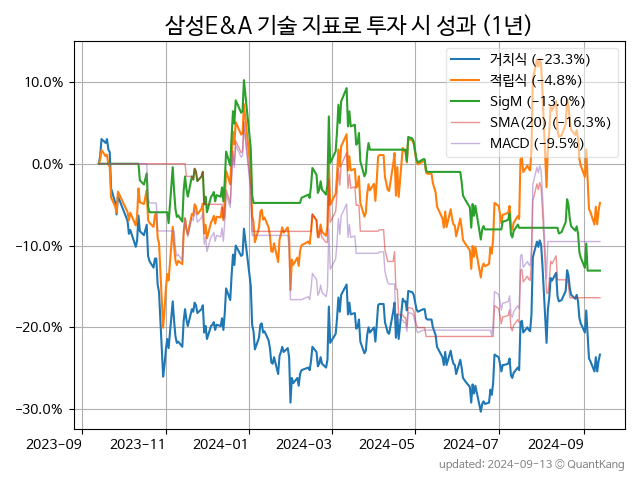 삼성E&A 기술 지표로 투자 시 성과 (1년)
거치식 (−23.3%)
적립식 (−4.8%)
SigM (−13.0%)
SMA(20) (−16.3%)
MACD (−9.5%)
10.0%
0.0%
−10.0%
−20.0%
−30.0%
2023-09 2023-11 2024-01 2024-03 2024-05 2024-07 2024-09
updated: 2024-09-13 © QuantKang